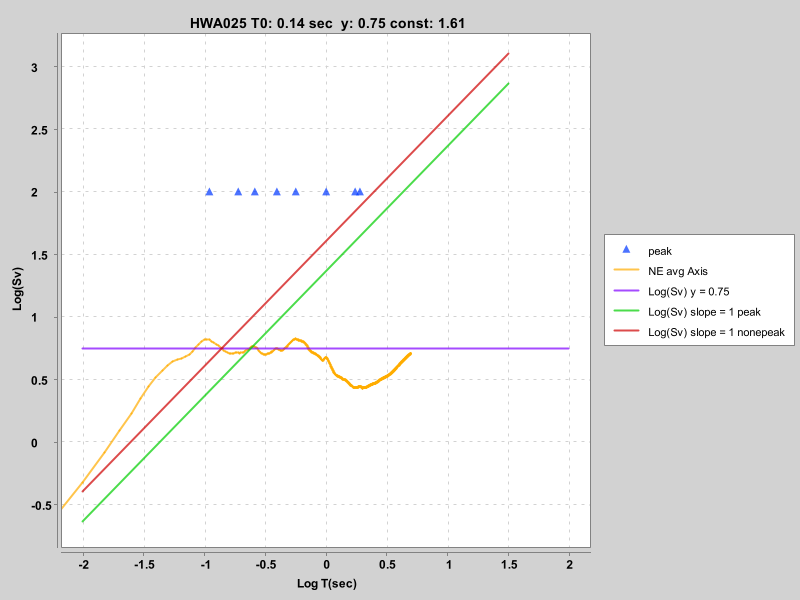 HWA025 T0: 0.14 sec  y: 0.75 const: 1.61
Log(Sv)
3
2.5
2
1.5
1
0.5
0
-0.5
-2 -1.5 -1 -0.5 0 0.5 1 1.5 2
Log T(sec)
peak
NE avg Axis
Log(Sv) y = 0.75
Log(Sv) slope = 1 peak
Log(Sv) slope = 1 nonepeak